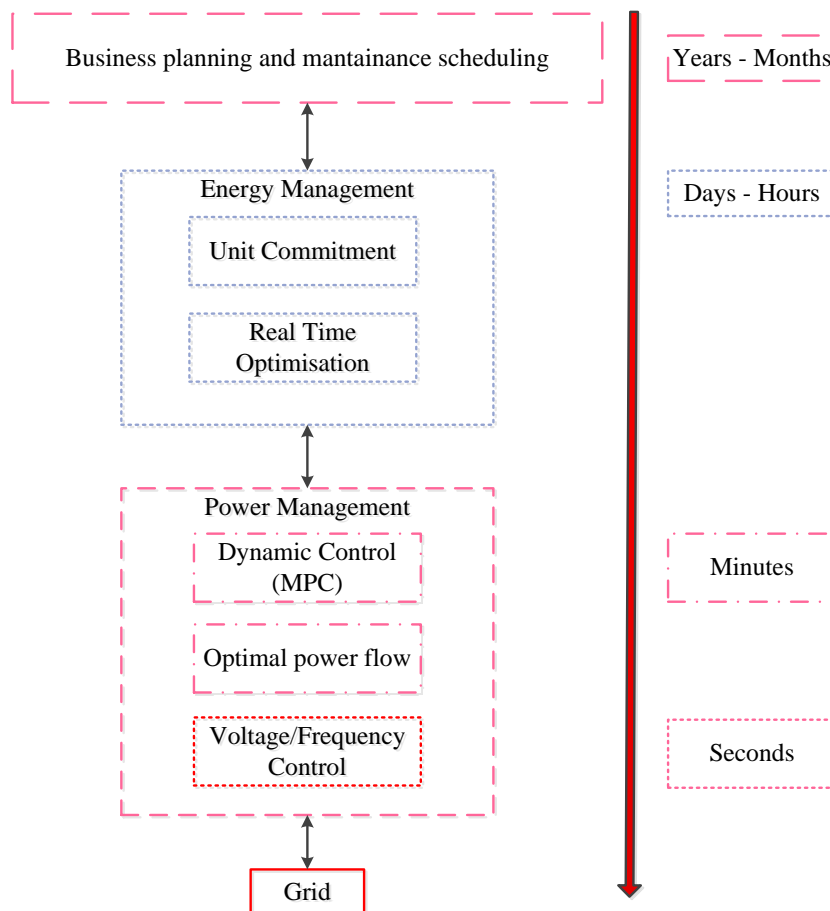 Business planning and mantainance scheduling
Years - Months
Energy Management
Days - Hours
Unit Commitment
Real Time
Optimisation
Power Management
Dynamic Control
(MPC)
Minutes
Optimal power flow
Voltage/Frequency
Control
Seconds
Grid